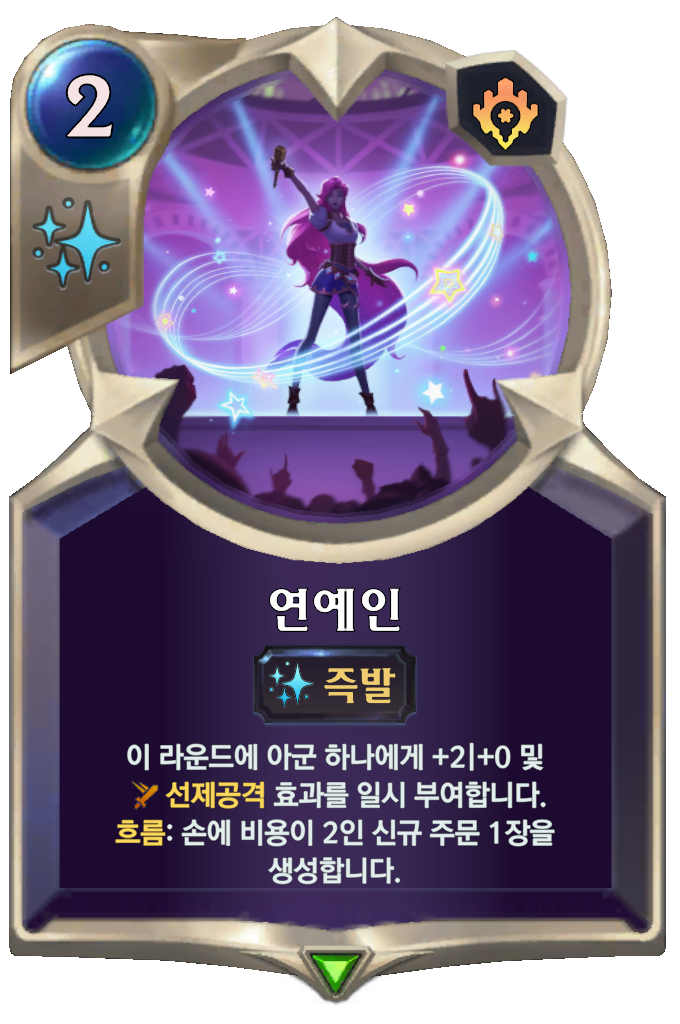 2
연예인
즉발
이 라운드에 아군 하나에게 +2|+0 및
선제공격 효과를 일시 부여합니다.
흐름: 손에 비용이 2인 신규 주문 1장을
생성합니다.